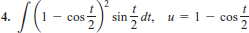 4. ∫(1 − cos t/2)² sin t/2 dt, u = 1 − cos t/2